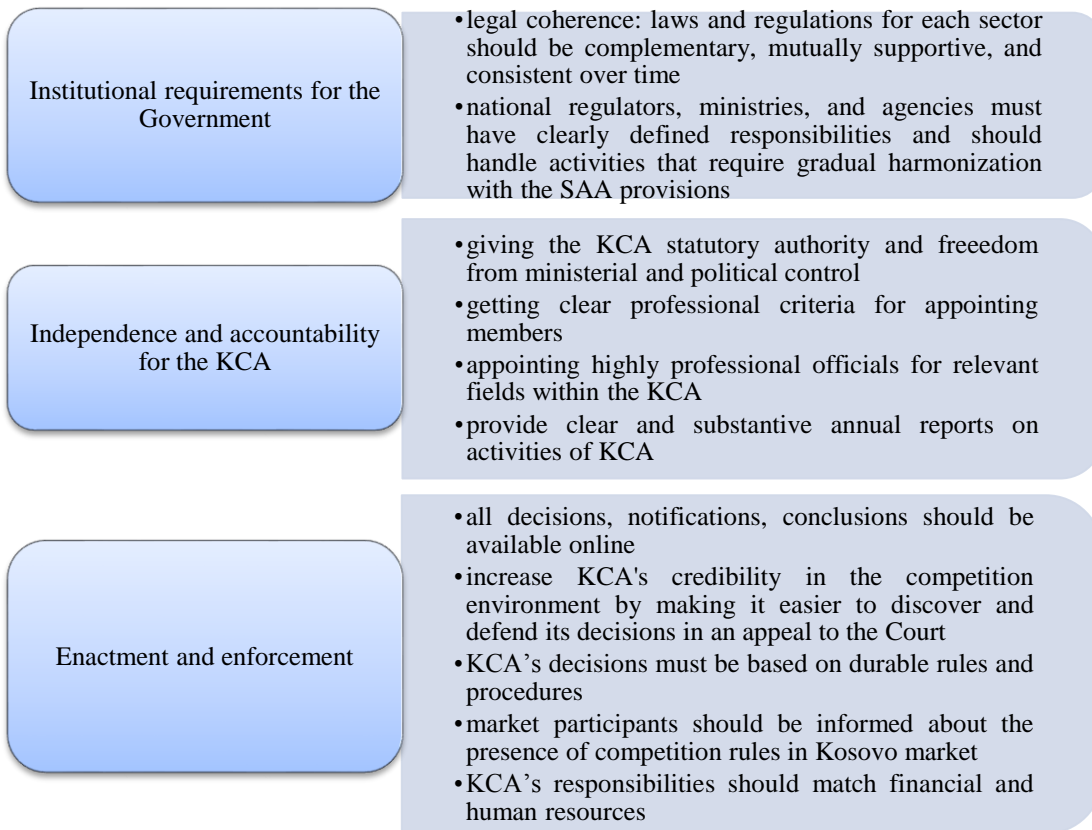 Institutional requirements for the
Government
•legal coherence: laws and regulations for each sector
should be complementary, mutually supportive, and
consistent over time
•national regulators, ministries, and agencies must
have clearly defined responsibilities and should
handle activities that require gradual harmonization
with the SAA provisions
Independence and accountability
for the KCA
•giving the KCA statutory authority and freeedom
from ministerial and political control
•getting clear professional criteria for appointing
members
•appointing highly professional officials for relevant
fields within the KCA
•provide clear and substantive annual reports on
activities of KCA
Enactment and enforcement
•all decisions, notifications, conclusions should be
available online
•increase KCA's credibility in the competition
environment by making it easier to discover and
defend its decisions in an appeal to the Court
•KCA’s decisions must be based on durable rules and
procedures
•market participants should be informed about the
presence of competition rules in Kosovo market
•KCA’s responsibilities should match financial and
human resources